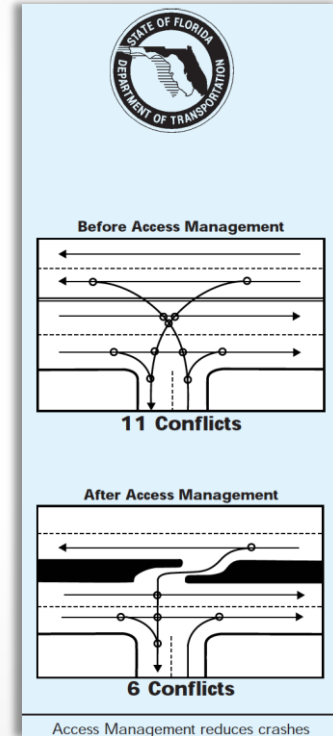 STATE OF FLORIDA
DEPARTMENT OF TRANSPORTATION
Before Access Management
11 Conflicts
After Access Management
6 Conflicts
Access Management reduces crashes